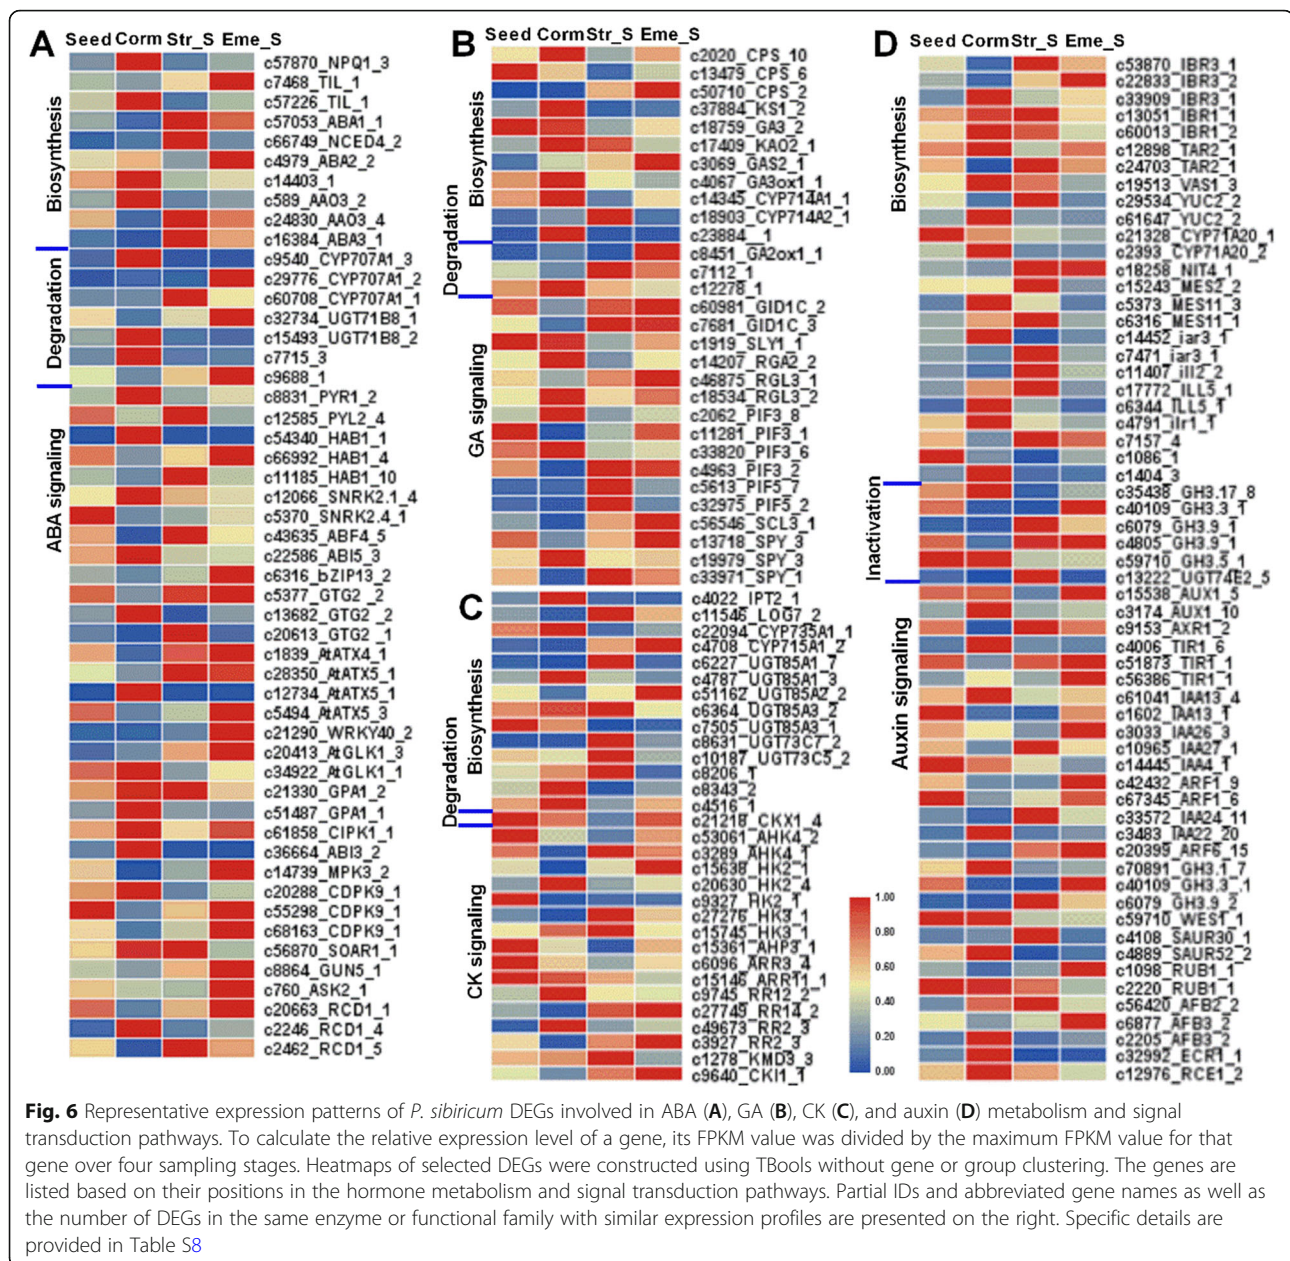 A
Seed Corm Str_S Eme_S
Biosynthesis
Degradation
ABA signaling
c57870_NPQ1_3
c7468_TIL_1
c57226_TIL_1
c57053_ABA1_1
c66749_NCED4_2
c4979_ABA2_2
c14403_1
c589_AAO3_2
c24830_AAO3_4
c16384_ABA3_1
c9540_CYP707A1_3
c29776_CYP707A1_2
c60708_CYP707A1_1
c32734_UGT71B8_1
c15493_UGT71B8_2
c7715_3
c9688_1
c8831_PYR1_2
c12585_PYL2_4
c54340_HAB1_1
c66992_HAB1_4
c11185_HAB1_10
c12066_SNRK2.1_4
c5370_SNRK2.4_1
c43635_ABF4_5
c22586_ABI5_3
c6316_bZIP13_2
c5377_GTG2_2
c13682_GTG2_2
c20613_GTG2_1
c1839_AtATX4_1
c28350_AtATX5_1
c12734_AtATX5_1
c5494_AtATX5_3
c21290_WRKY40_2
c20413_AtGLK1_3
c34922_AtGLK1_1
c21330_GPA1_2
c51487_GPA1_1
c61858_CIPK1_1
c36664_ABI3_2
c14739_MPK3_2
c20288_CDPK9_1
c55298_CDPK9_1
c68163_CDPK9_1
c56870_SOAR1_1
c8864_GUN5_1
c760_ASK2_1
c20663_RCD1_1
c2246_RCD1_4
c2462_RCD1_5
B
Seed Corm Str_S Eme_S
Biosynthesis
Degradation
GA signaling
c2020_CPS_10
c13479_CPS_6
c50710_CPS_2
c37884_KS1_2
c18759_GA3_2
c17409_KAO2_1
c3069_GAS2_1
c4067_GA3ox1_1
c14345_CYP714A1_1
c18903_CYP714A2_1
c23884__1
c8451_GA2ox1_1
c7112_1
c12278_1
c60981_GID1C_2
c7681_GID1C_3
c1919_SLY1_1
c14207_RGA2_2
c46875_RGL3_1
c18534_RGL3_2
c2062_PIF3_8
c11281_PIF3_1
c33820_PIF3_6
c4963_PIF3_2
c5613_PIF5_7
c32975_PIF5_2
c56546_SCL3_1
c13718_SPY_3
c19979_SPY_3
c33971_SPY_1
C
Biosynthesis
Degradation
CK signaling
c4022_IPT2_1
c11546_LOG7_2
c22094_CYP735A1_1
c4708_CYP715A1_2
c6227_UGT85A1_7
c4787_UGT85A1_3
c51162_UGT85A2_2
c6364_UGT85A3_2
c7505_UGT85A3_1
c8631_UGT73C7_2
c10187_UGT73C5_2
c8206_1
c8343_2
c4516_1
c21218_CKX1_4
c53061_AHK4_2
c3289_AHK4_1
c15638_HK2_1
c20630_HK2_4
c9327_HK2_1
c27276_HK3_1
c15745_HK3_1
c15361_AHP3_1
c6096_ARR3_4
c15146_ARR11_1
c9745_RR12_2
c27749_RR14_2
c49673_RR2_3
c3927_RR2_3
c1278_KMD3_3
c9640_CKI1_1
1.00
0.80
0.60
0.40
0.20
0.00
D
Seed Corm Str_S Eme_S
Biosynthesis
Inactivation
Auxin signaling
c53870_IBR3_1
c22833_IBR3_2
c33909_IBR3_1
c13051_IBR1_1
c60013_IBR1_2
c12898_TAR2_1
c24703_TAR2_1
c19513_VAS1_3
c29534_YUC2_2
c61647_YUC2_2
c21328_CYP71A20_1
c2393_CYP71A20_2
c18258_NIT4_1
c15243_MES2_2
c5373_MES11_3
c6316_MES11_1
c14452_iar3_1
c7471_iar3_1
c11407_ill2_2
c17772_ILL5_1
c6344_ILL5_1
c4791_ilr1_1
c7157_4
c1086_1
c1404_3
c35438_GH3.17_8
c40109_GH3.3_1
c6079_GH3.9_1
c4805_GH3.9_1
c59710_GH3.5_1
c13222_UGT74E2_5
c15538_AUX1_5
c3174_AUX1_10
c9153_AXR1_2
c4006_TIR1_6
c51873_TIR1_1
c56386_TIR1_1
c61041_IAA13_4
c1602_IAA13_1
c3033_IAA26_3
c10965_IAA27_1
c14445_IAA4_1
c42432_ARF1_9
c67345_ARF1_6
c33572_IAA24_11
c3483_IAA22_20
c20399_ARF6_15
c70891_GH3.1_7
c40109_GH3.3_.1
c6079_GH3.9_2
c59710_WES1_1
c4108_SAUR30_1
c4889_SAUR52_2
c1098_RUB1_1
c2220_RUB1_1
c56420_AFB2_2
c6877_AFB3_2
c2205_AFB3_2
c32992_ECR1_1
c12976_RCE1_2
Fig. 6 Representative expression patterns of P. sibiricum DEGs involved in ABA (A), GA (B), CK (C), and auxin (D) metabolism and signal
transduction pathways. To calculate the relative expression level of a gene, its FPKM value was divided by the maximum FPKM value for that
gene over four sampling stages. Heatmaps of selected DEGs were constructed using TBools without gene or group clustering. The genes are
listed based on their positions in the hormone metabolism and signal transduction pathways. Partial IDs and abbreviated gene names as well as
the number of DEGs in the same enzyme or functional family with similar expression profiles are presented on the right. Specific details are
provided in Table S8